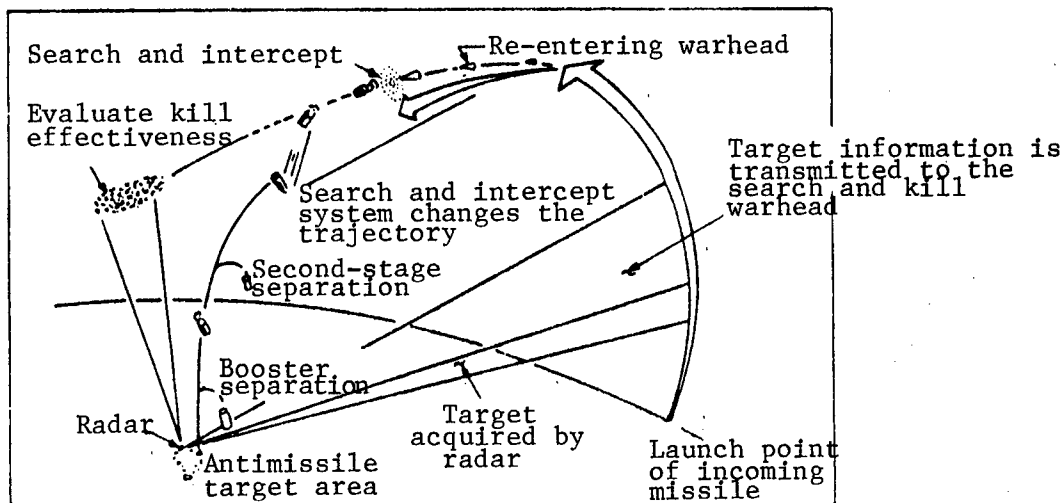 Search and intercept
Re-entering warhead
Evaluate kill
effectiveness
Target information is
transmitted to the
search and kill
warhead
Search and intercept
system changes the
trajectory
Second-stage
separation
Booster
separation
Radar
Target
acquired by
radar
Antimissile
target area
Launch point
of incoming
missile